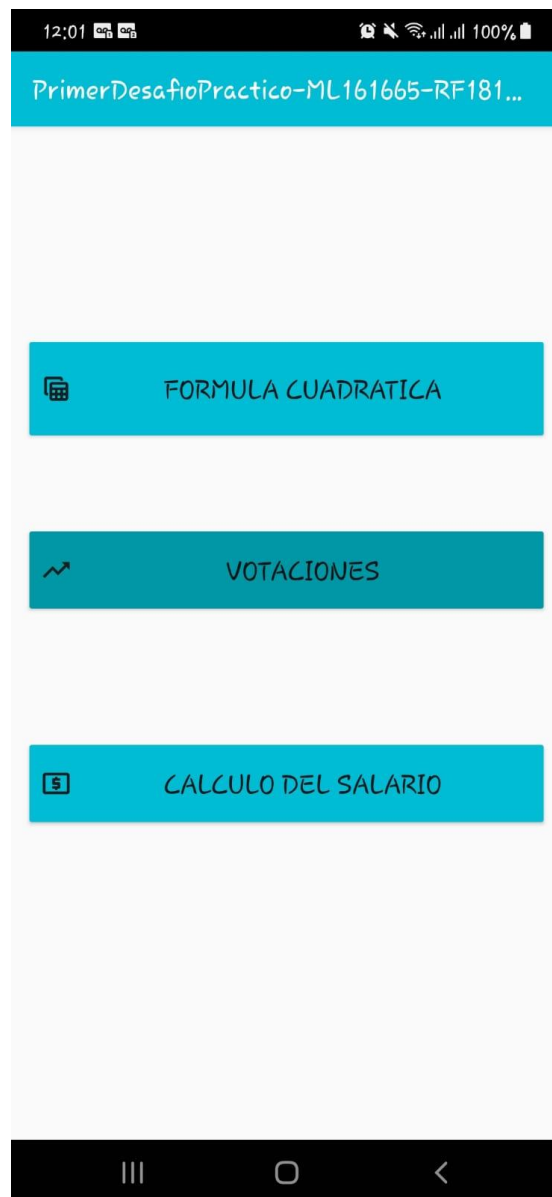 12:01 100%
PrimerDesafioPractico-ML161665-RF181...
FORMULA CUADRATICA
VOTACIONES
CALCULO DEL SALARIO